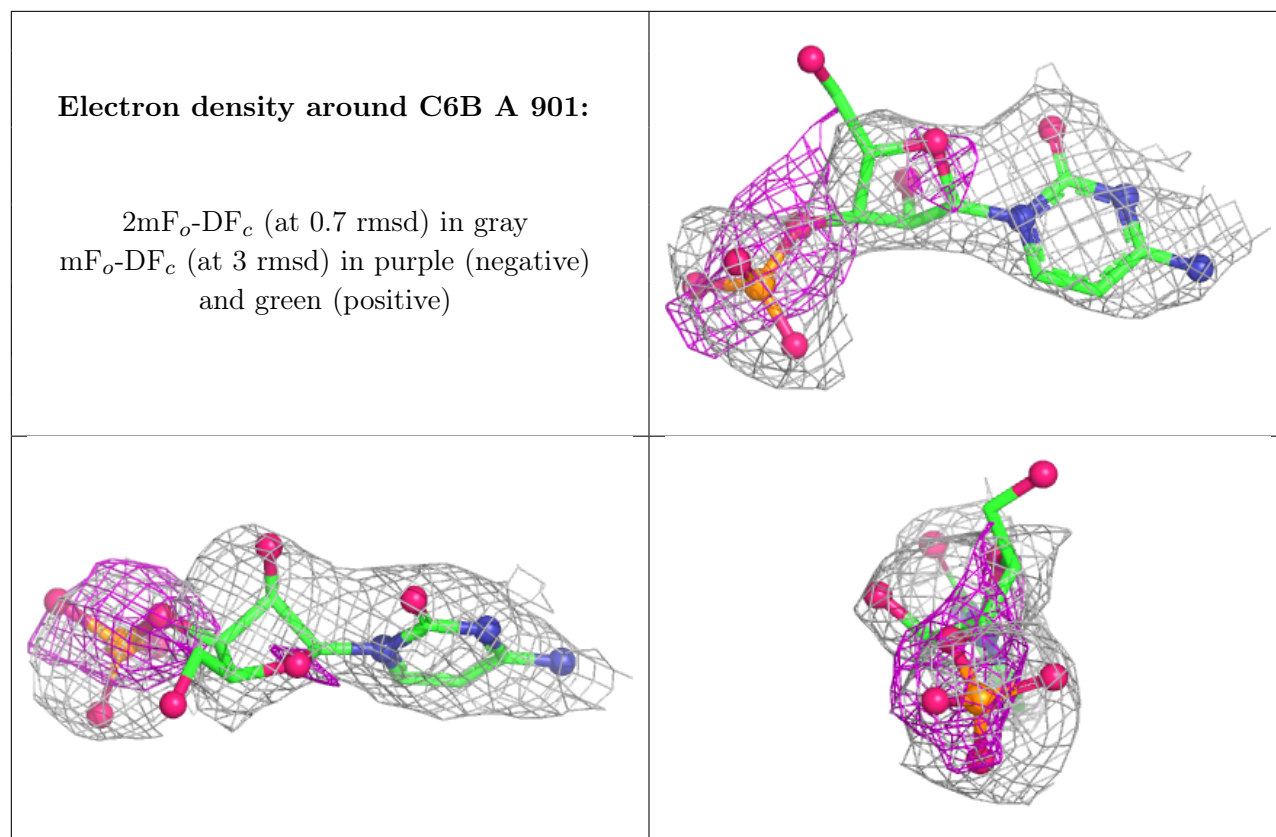 Electron density around C6B A 901:
2mFo-DFc (at 0.7 rmsd) in gray
mFo-DFc (at 3 rmsd) in purple (negative)
and green (positive)